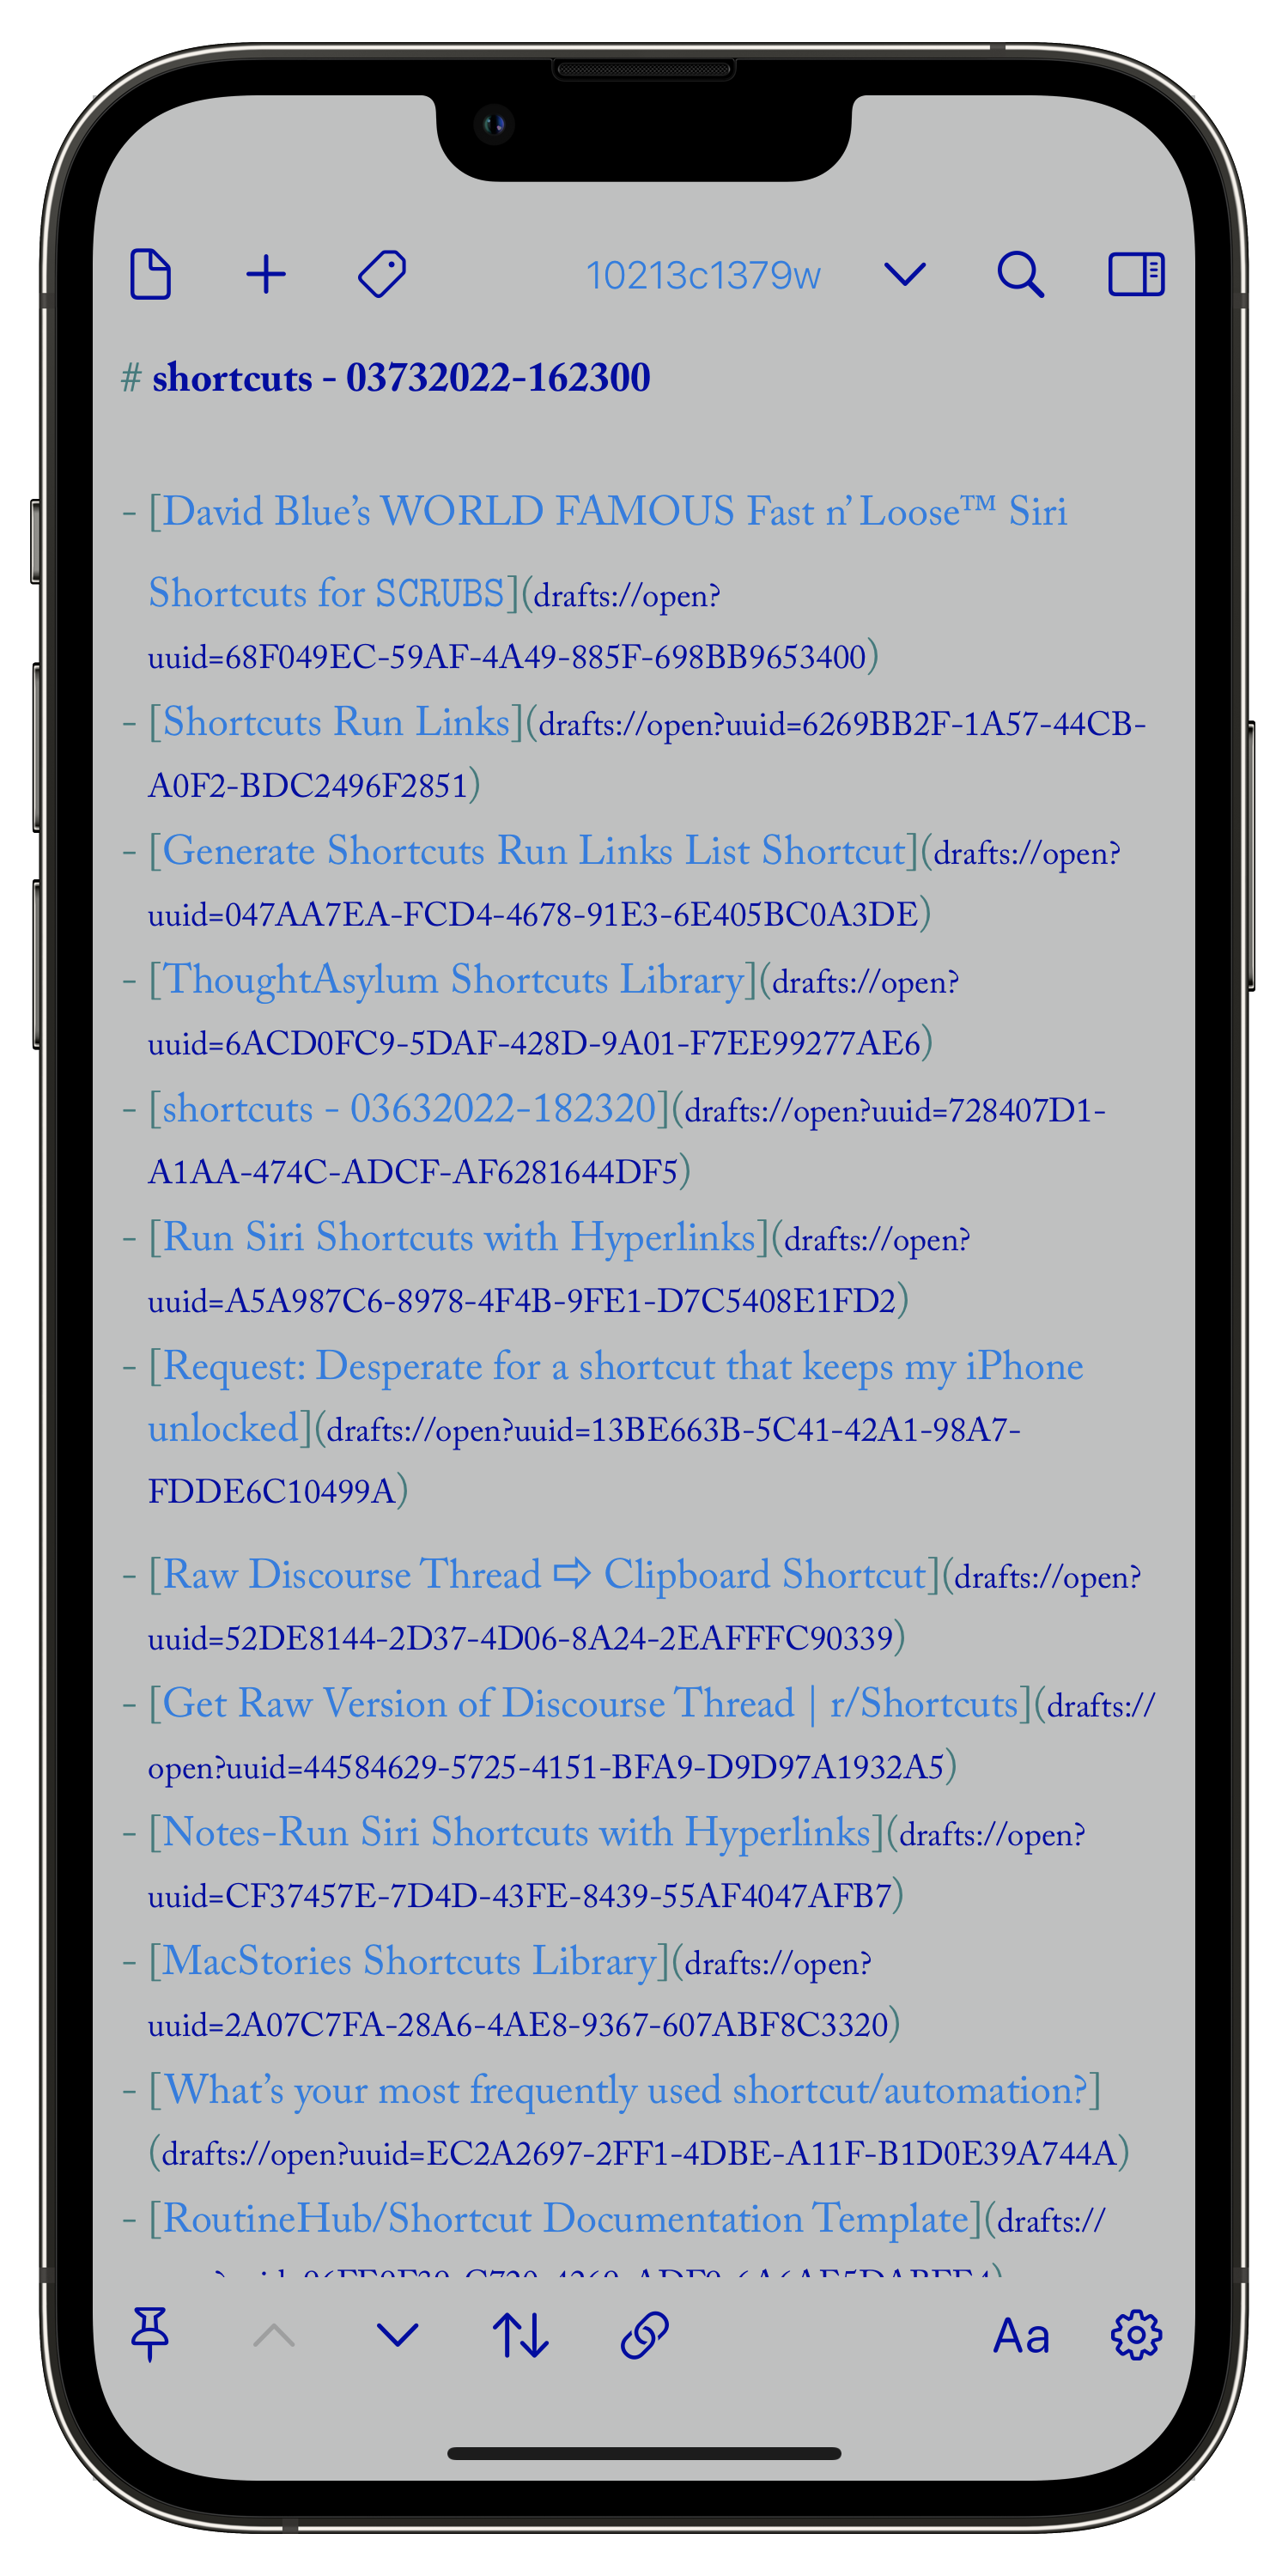 10213c1379w
# shortcuts - 03732022-162300
- [David Blue’s WORLD FAMOUS Fast n’ Loose™ Siri
Shortcuts for SCRUBS](drafts://open?
uuid=68F049EC-59AF-4A49-885F-698BB9653400)
- [Shortcuts Run Links](drafts://open?uuid=6269BB2F-1A57-44CB-
A0F2-BDC2496F2851)
- [Generate Shortcuts Run Links List Shortcut](drafts://open?
uuid=047AA7EA-FCD4-4678-91E3-6E405BC0A3DE)
- [ThoughtAsylum Shortcuts Library](drafts://open?
uuid=6ACD0FC9-5DAF-428D-9A01-F7EE99277AE6)
- [shortcuts - 03632022-182320](drafts://open?uuid=728407D1-
A1AA-474C-ADCF-AF6281644DF5)
- [Run Siri Shortcuts with Hyperlinks](drafts://open?
uuid=A5A987C6-8978-4F4B-9FE1-D7C5408E1FD2)
- [Request: Desperate for a shortcut that keeps my iPhone
unlocked](drafts://open?uuid=13BE663B-5C41-42A1-98A7-
FDDE6C10499A)
- [Raw Discourse Thread ⇨ Clipboard Shortcut](drafts://open?
uuid=52DE8144-2D37-4D06-8A24-2EAFFFC90339)
- [Get Raw Version of Discourse Thread | r/Shortcuts](drafts://
open?uuid=44584629-5725-4151-BFA9-D9D97A1932A5)
- [Notes-Run Siri Shortcuts with Hyperlinks](drafts://open?
uuid=CF37457E-7D4D-43FE-8439-55AF4047AFB7)
- [MacStories Shortcuts Library](drafts://open?
uuid=2A07C7FA-28A6-4AE8-9367-607ABF8C3320)
- [What’s your most frequently used shortcut/automation?]
(drafts://open?uuid=EC2A2697-2FF1-4DBE-A11F-B1D0E39A744A)
- [RoutineHub/Shortcut Documentation Template](drafts://
Aa